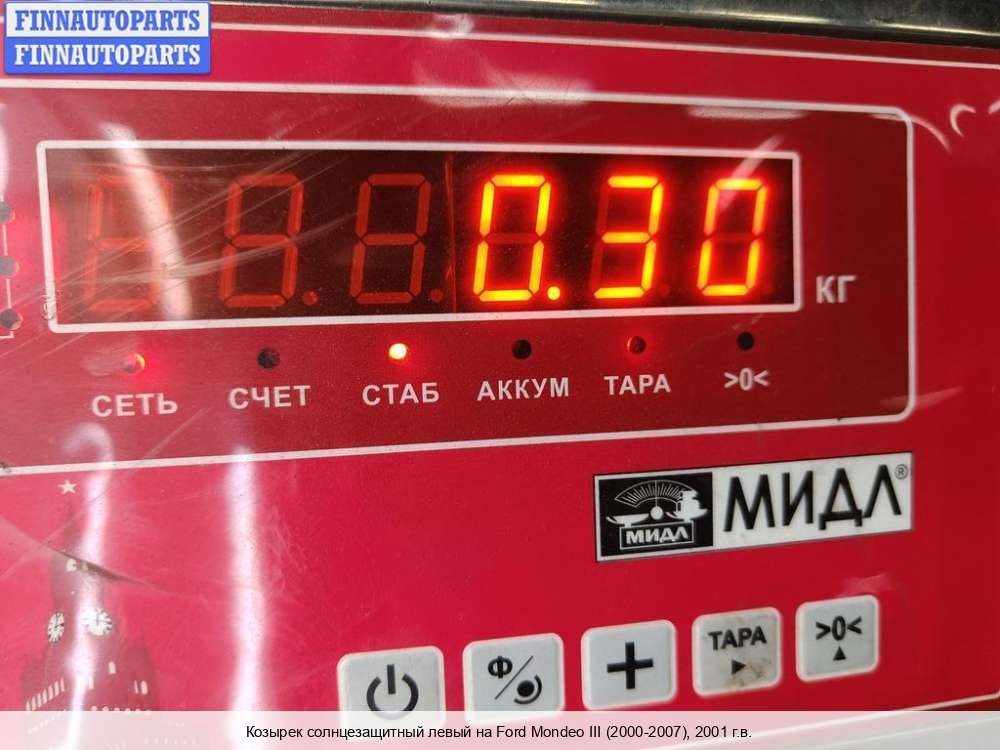 FINNAUTOPARTS
FINNAUTOPARTS
0.30
КГ
СЕТЬ СЧЕТ СТАБ АККУМ ТАРА >0<
МИДЛ МИДЛ®
Ф ТАРА >0<
Козырек солнцезащитный левый на Ford Mondeo III (2000-2007), 2001 г.в.